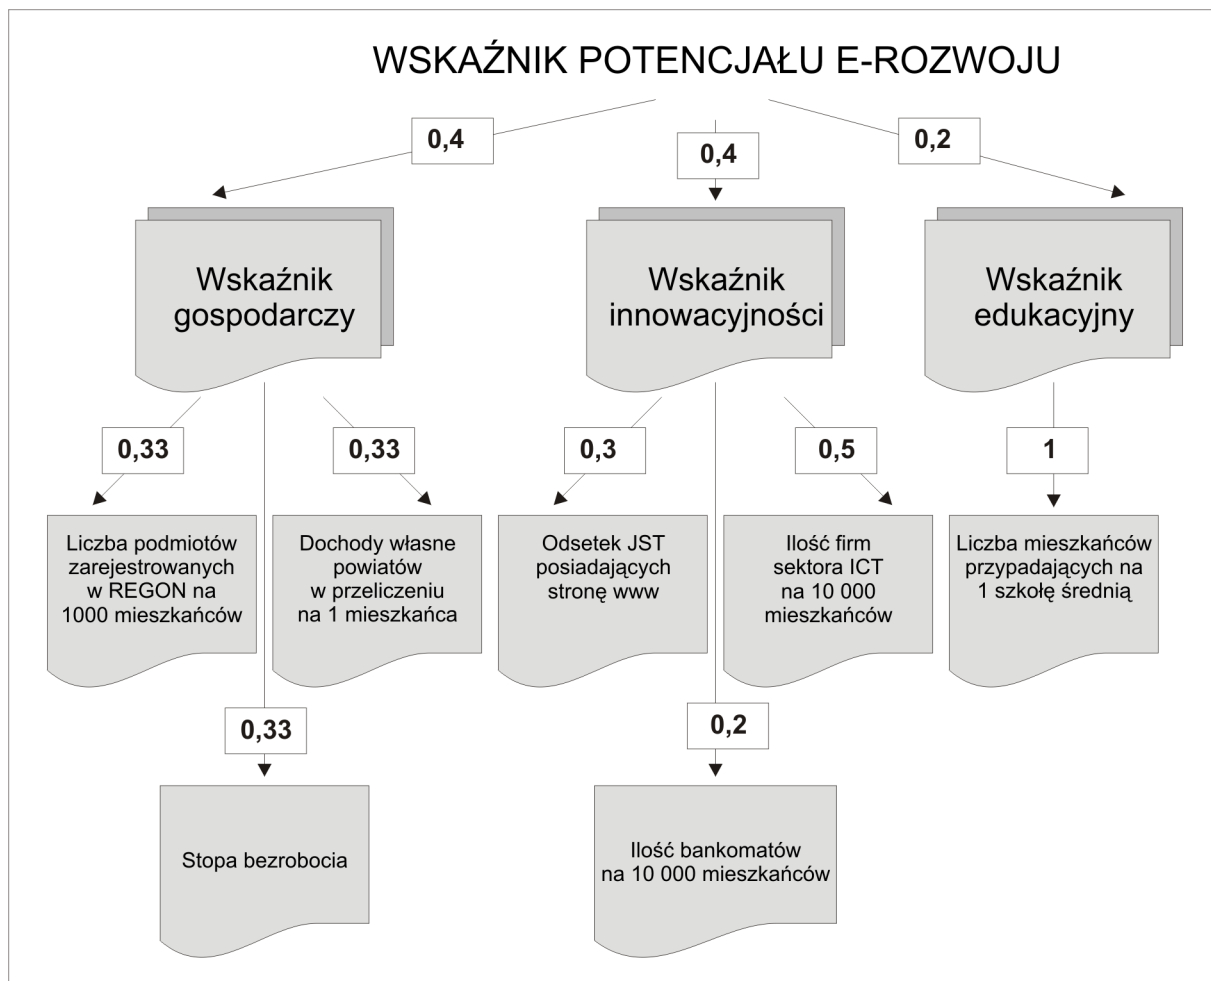 WSKAŹNIK POTENCJAŁU E-ROZWOJU
0,4
0,4
0,2
Wskaźnik
gospodarczy
Wskaźnik
innowacyjności
Wskaźnik
edukacyjny
0,33
0,33
0,3
0,5
1
Liczba podmiotów
zarejestrowanych
w REGON na
1000 mieszkańców
Dochody własne
powiatów
w przeliczeniu
na 1 mieszkańca
Odsetek JST
posiadających
stronę www
Ilość firm
sektora ICT
na 10 000
mieszkańców
Liczba mieszkańców
przypadających na
1 szkołę średnią
0,33
0,2
Stopa bezrobocia
Ilość bankomatów
na 10 000 mieszkańców